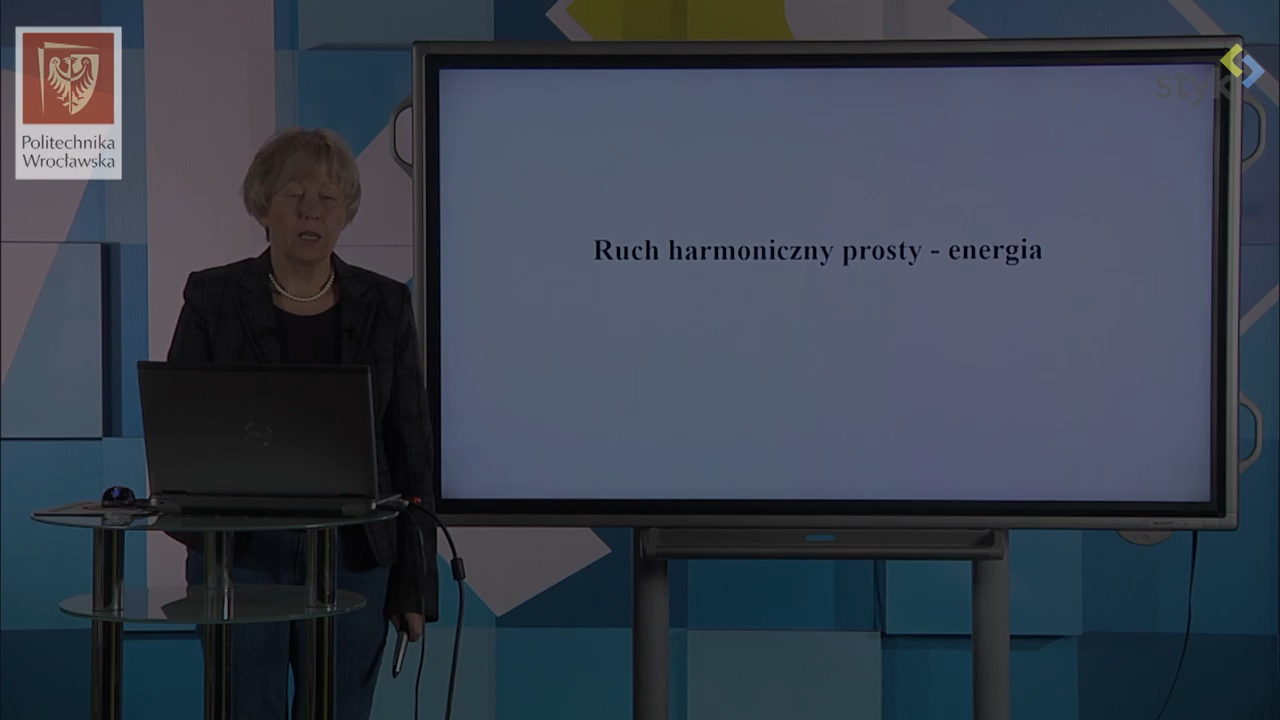 Politechnika
Wrocławska
styk
Ruch harmoniczny prosty - energia